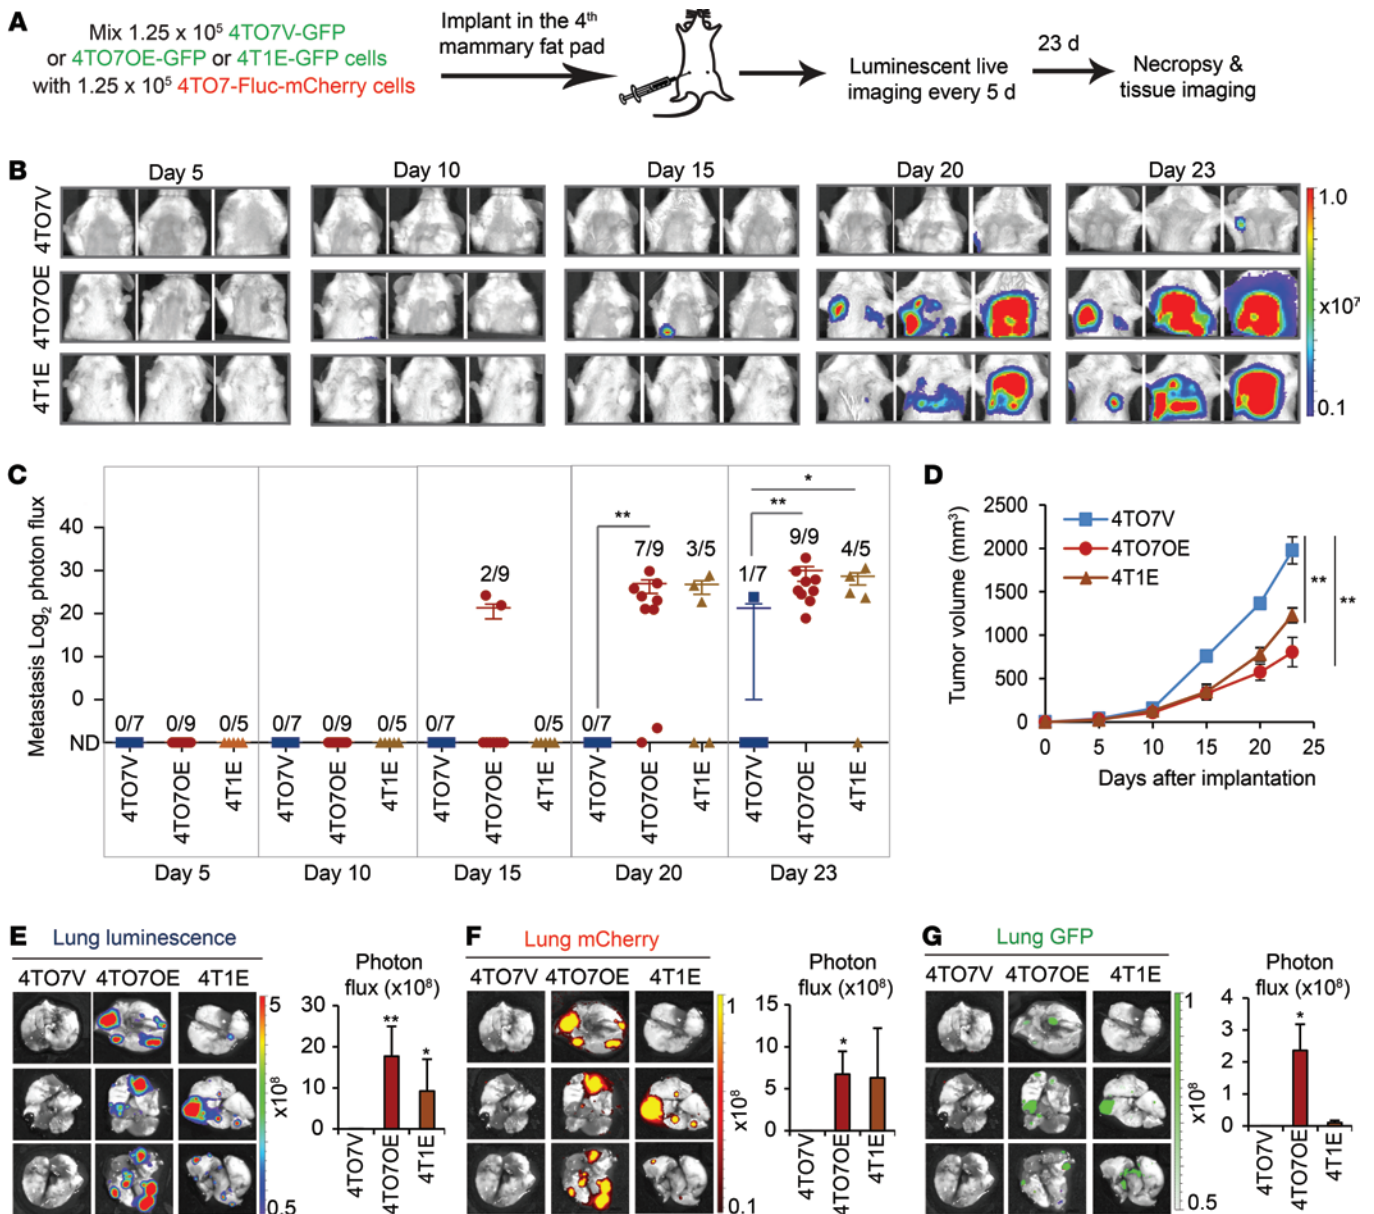 A
Mix 1.25 x 10⁵ 4TO7V-GFP
or 4TO7OE-GFP or 4T1E-GFP cells
with 1.25 x 10⁵ 4TO7-Fluc-mCherry cells
Implant in the 4ᵗʰ
mammary fat pad
Luminescent live
imaging every 5 d
23 d
Necropsy &
tissue imaging
B
Day 5
Day 10
Day 15
Day 20
Day 23
4TO7V
4TO7OE
4T1E
1.0
x10⁷
0.1
C
Metastasis Log₂ photon flux
40
30
20
10
0
ND
0/7
0/9
0/5
0/7
0/9
0/5
0/7
2/9
0/5
0/7
**
7/9
3/5
1/7
**
*
9/9
4/5
4TO7V
4TO7OE
4T1E
4TO7V
4TO7OE
4T1E
4TO7V
4TO7OE
4T1E
4TO7V
4TO7OE
4T1E
4TO7V
4TO7OE
4T1E
Day 5
Day 10
Day 15
Day 20
Day 23
D
Tumor volume (mm³)
2500
2000
1500
1000
500
0
4TO7V
4TO7OE
4T1E
**
**
0
5
10
15
20
25
Days after implantation
E
Lung luminescence
4TO7V
4TO7OE
4T1E
5
x10⁸
0.5
Photon
flux (x10⁸)
30
20
10
0
**
*
4TO7V
4TO7OE
4T1E
F
Lung mCherry
4TO7V
4TO7OE
4T1E
1
x10⁸
0.1
Photon
flux (x10⁸)
15
10
5
0
*
4TO7V
4TO7OE
4T1E
G
Lung GFP
4TO7V
4TO7OE
4T1E
1
x10⁸
0.5
Photon
flux (x10⁸)
4
3
2
1
0
*
4TO7V
4TO7OE
4T1E